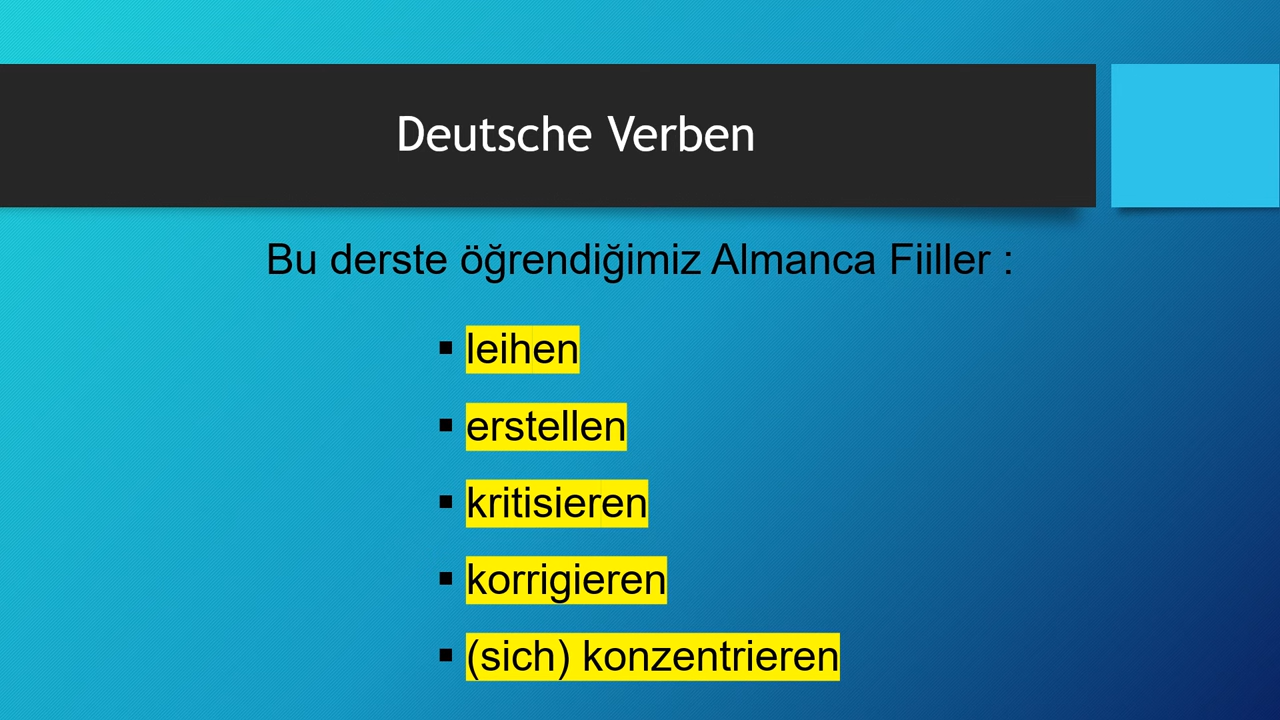 Deutsche Verben
Bu derste öğrendiğimiz Almanca Fiiller :
▪ leihen
▪ erstellen
▪ kritisieren
▪ korrigieren
▪ (sich) konzentrieren